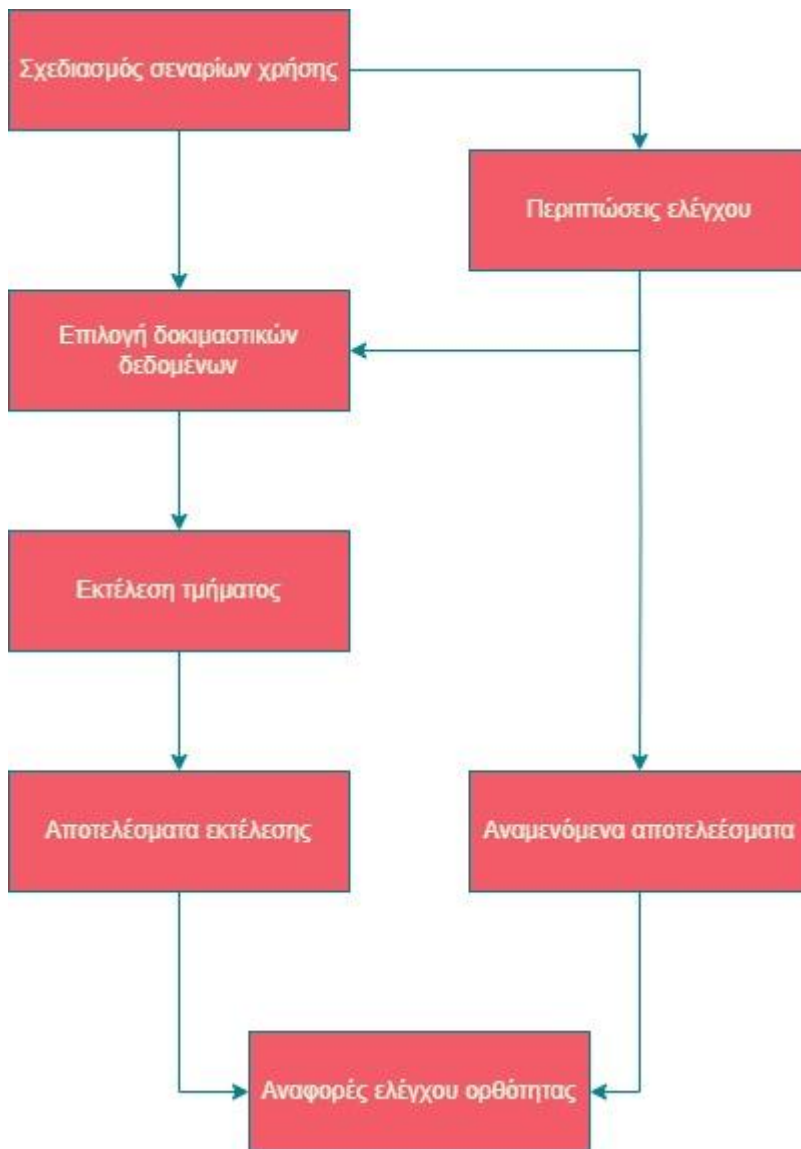 Σχεδιασμός σεναρίων χρήσης
Περιπτώσεις ελέγχου
Επιλογή δοκιμαστικών
δεδομένων
Εκτέλεση τμήματος
Αποτελέσματα εκτέλεσης
Αναμενόμενα αποτελεέσματα
Αναφορές ελέγχου ορθότητας